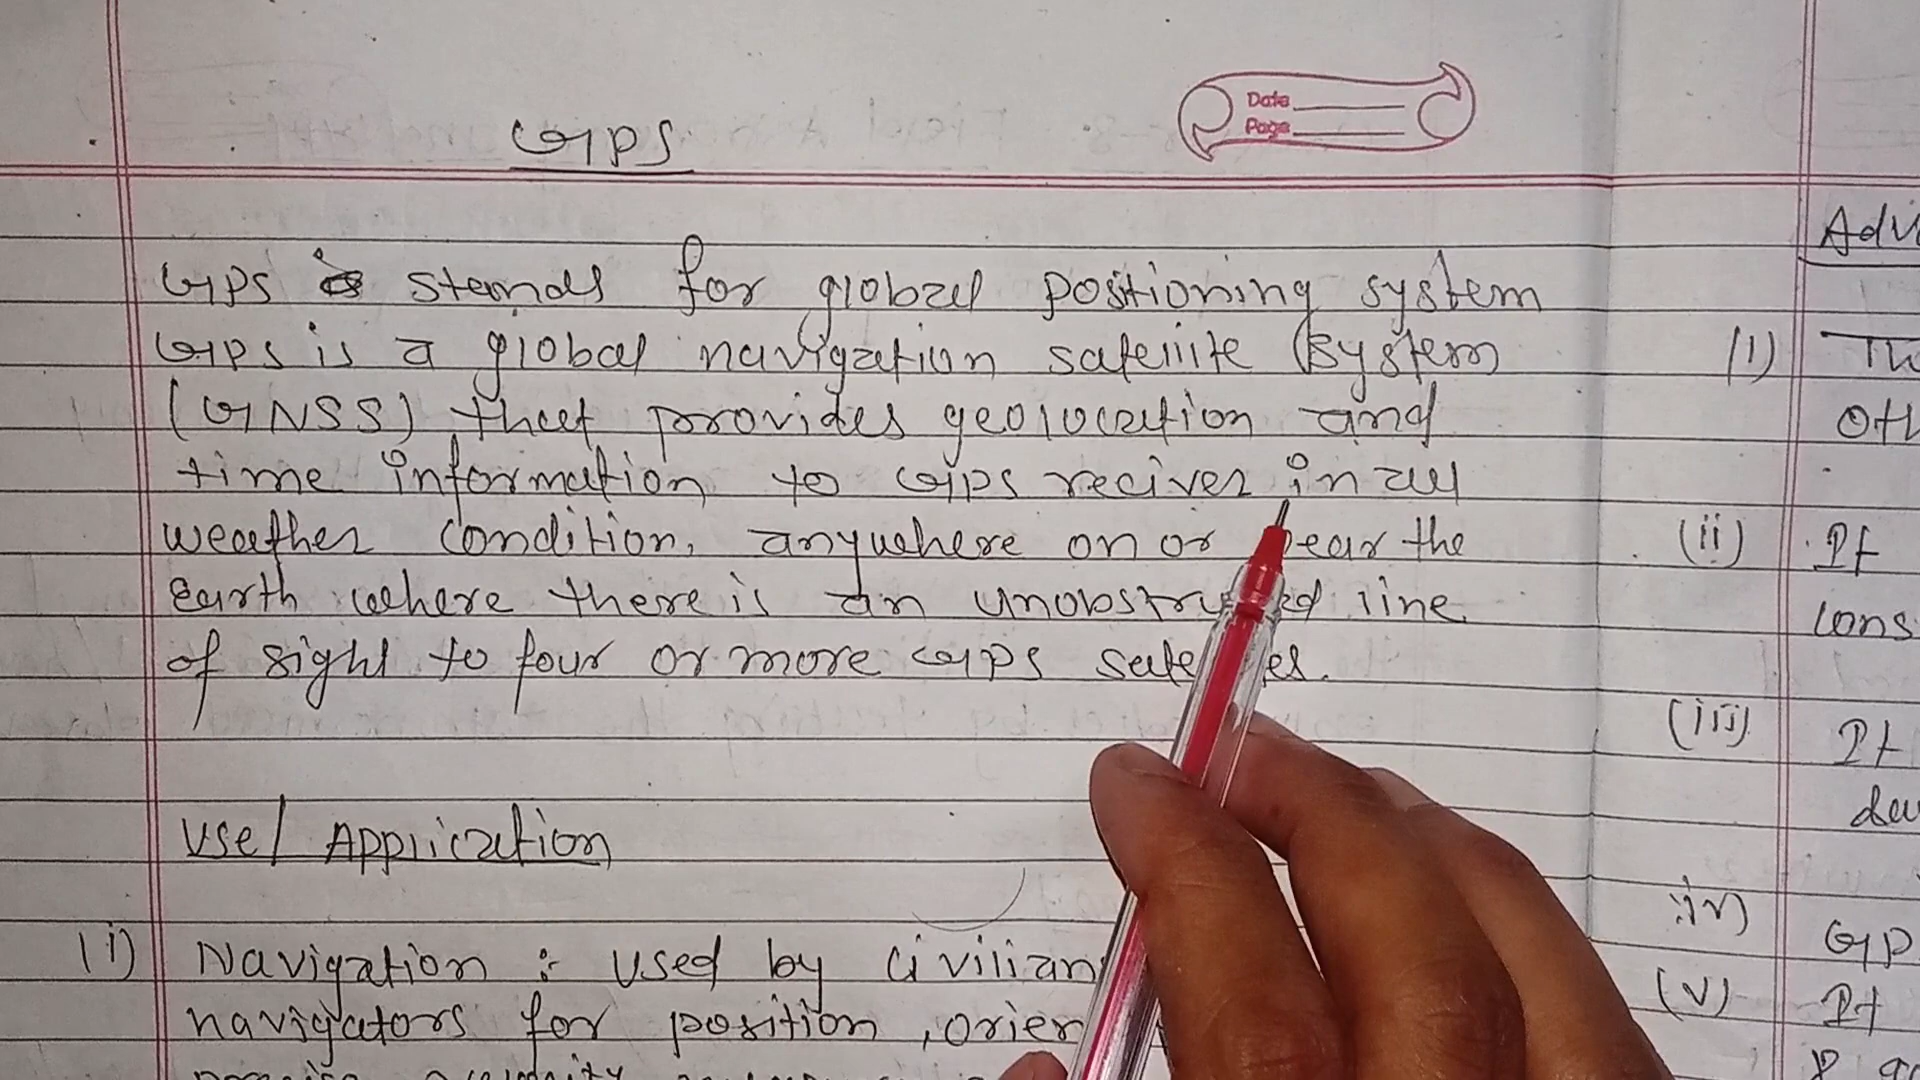 Date
Page
GPS
GPS stands for global positioning system
GPS is a global navigation satellite (system
(GNSS) that provides geolocation and
time information to GPS reciver in all
weather condition, anywhere on or near the
Earth where there is an unobstructed line
of sight to four or more GPS satellites.
Use/ Application
(i) Navigation :- Used by civilian
navigators for position, orien
Adv
(i) Th
Oth
(ii) It
cons
(iii) It
(iv) GP
(v) It